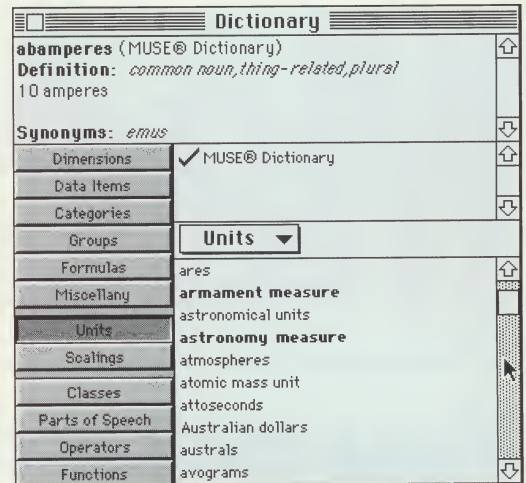 Dictionary
abamperes (MUSE® Dictionary)
Definition: common noun, thing-related, plural
10 amperes
Synonyms: emus
Dimensions
Data Items
Categories
Groups
Formulas
Miscellany
Units
Scalings
Classes
Parts of Speech
Operators
Functions
✓ MUSE® Dictionary
Units
ares
armament measure
astronomical units
astronomy measure
atmospheres
atomic mass unit
attoseconds
Australian dollars
australs
avograms